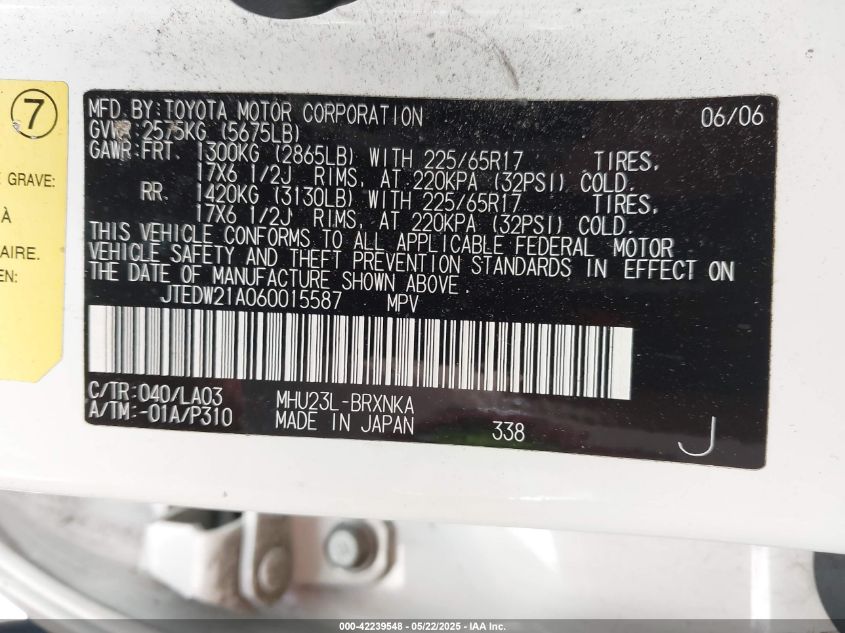 7
E GRAVE:
À
AIRE.
EN:
MFD BY: TOYOTA MOTOR CORPORATION 06/06
GVWR: 2575KG (5675LB)
GAWR: FRT. 1300KG (2865LB) WITH 225/65R17 TIRES,
17X6 1/2J RIMS, AT 220KPA (32PSI) COLD.
RR. 1420KG (3130LB) WITH 225/65R17 TIRES,
17X6 1/2J RIMS, AT 220KPA (32PSI) COLD.
THIS VEHICLE CONFORMS TO ALL APPLICABLE FEDERAL MOTOR
VEHICLE SAFETY AND THEFT PREVENTION STANDARDS IN EFFECT ON
THE DATE OF MANUFACTURE SHOWN ABOVE.
JTEDW21A060015587 MPV
C/TR: 040/LA03 MHU23L-BRXNKA
A/TM: -01A/P310 MADE IN JAPAN 338 J
000-42239548 - 05/22/2025 - IAA Inc.